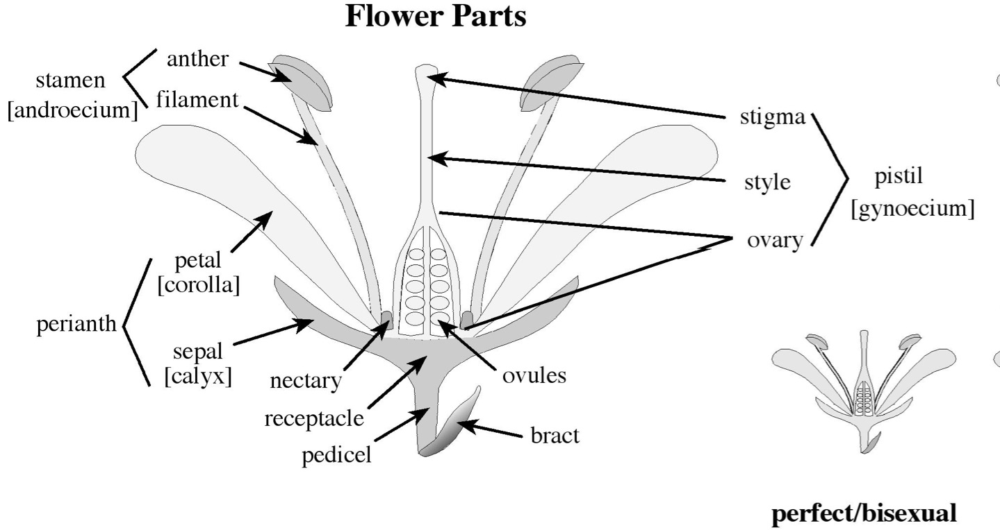 Flower Parts
anther
stamen
[androecium]
filament
stigma
style
pistil
[gynoecium]
ovary
petal
[corolla]
perianth
sepal
[calyx]
nectary
ovules
receptacle
bract
pedicel
perfect/bisexual